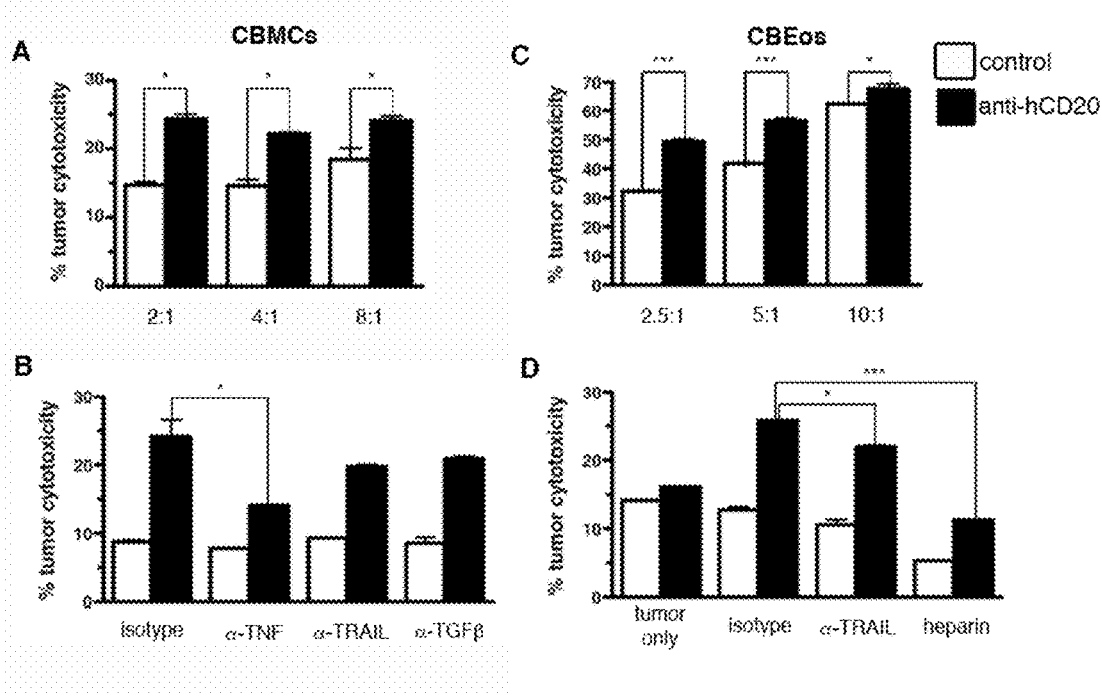 A
CBMCs
% tumor cytotoxicity
30
20
10
0
*
*
*
2:1
4:1
8:1
C
CBEos
% tumor cytotoxicity
70
60
50
40
30
20
10
0
***
***
*
2.5:1
5:1
10:1
control
anti-hCD20
B
% tumor cytotoxicity
30
20
10
0
*
isotype
α-TNF
α-TRAIL
α-TGFβ
D
% tumor cytotoxicity
30
20
10
0
***
*
tumor
only
isotype
α-TRAIL
heparin